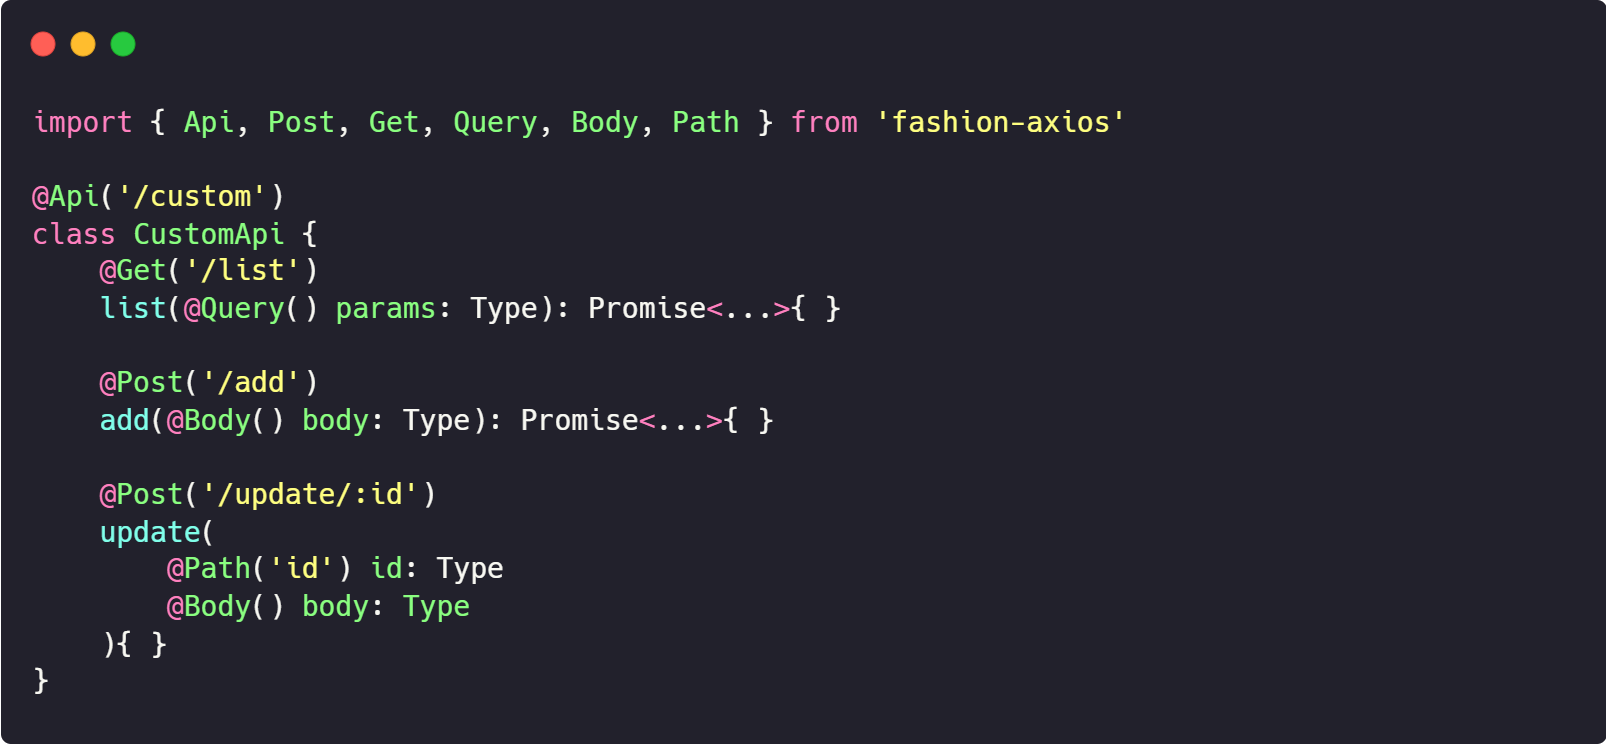 import { Api, Post, Get, Query, Body, Path } from 'fashion-axios'
@Api('/custom')
class CustomApi {
    @Get('/list')
    list(@Query() params: Type): Promise<...>{ }
    @Post('/add')
    add(@Body() body: Type): Promise<...>{ }
    @Post('/update/:id')
    update(
        @Path('id') id: Type
        @Body() body: Type
    ){ }
}